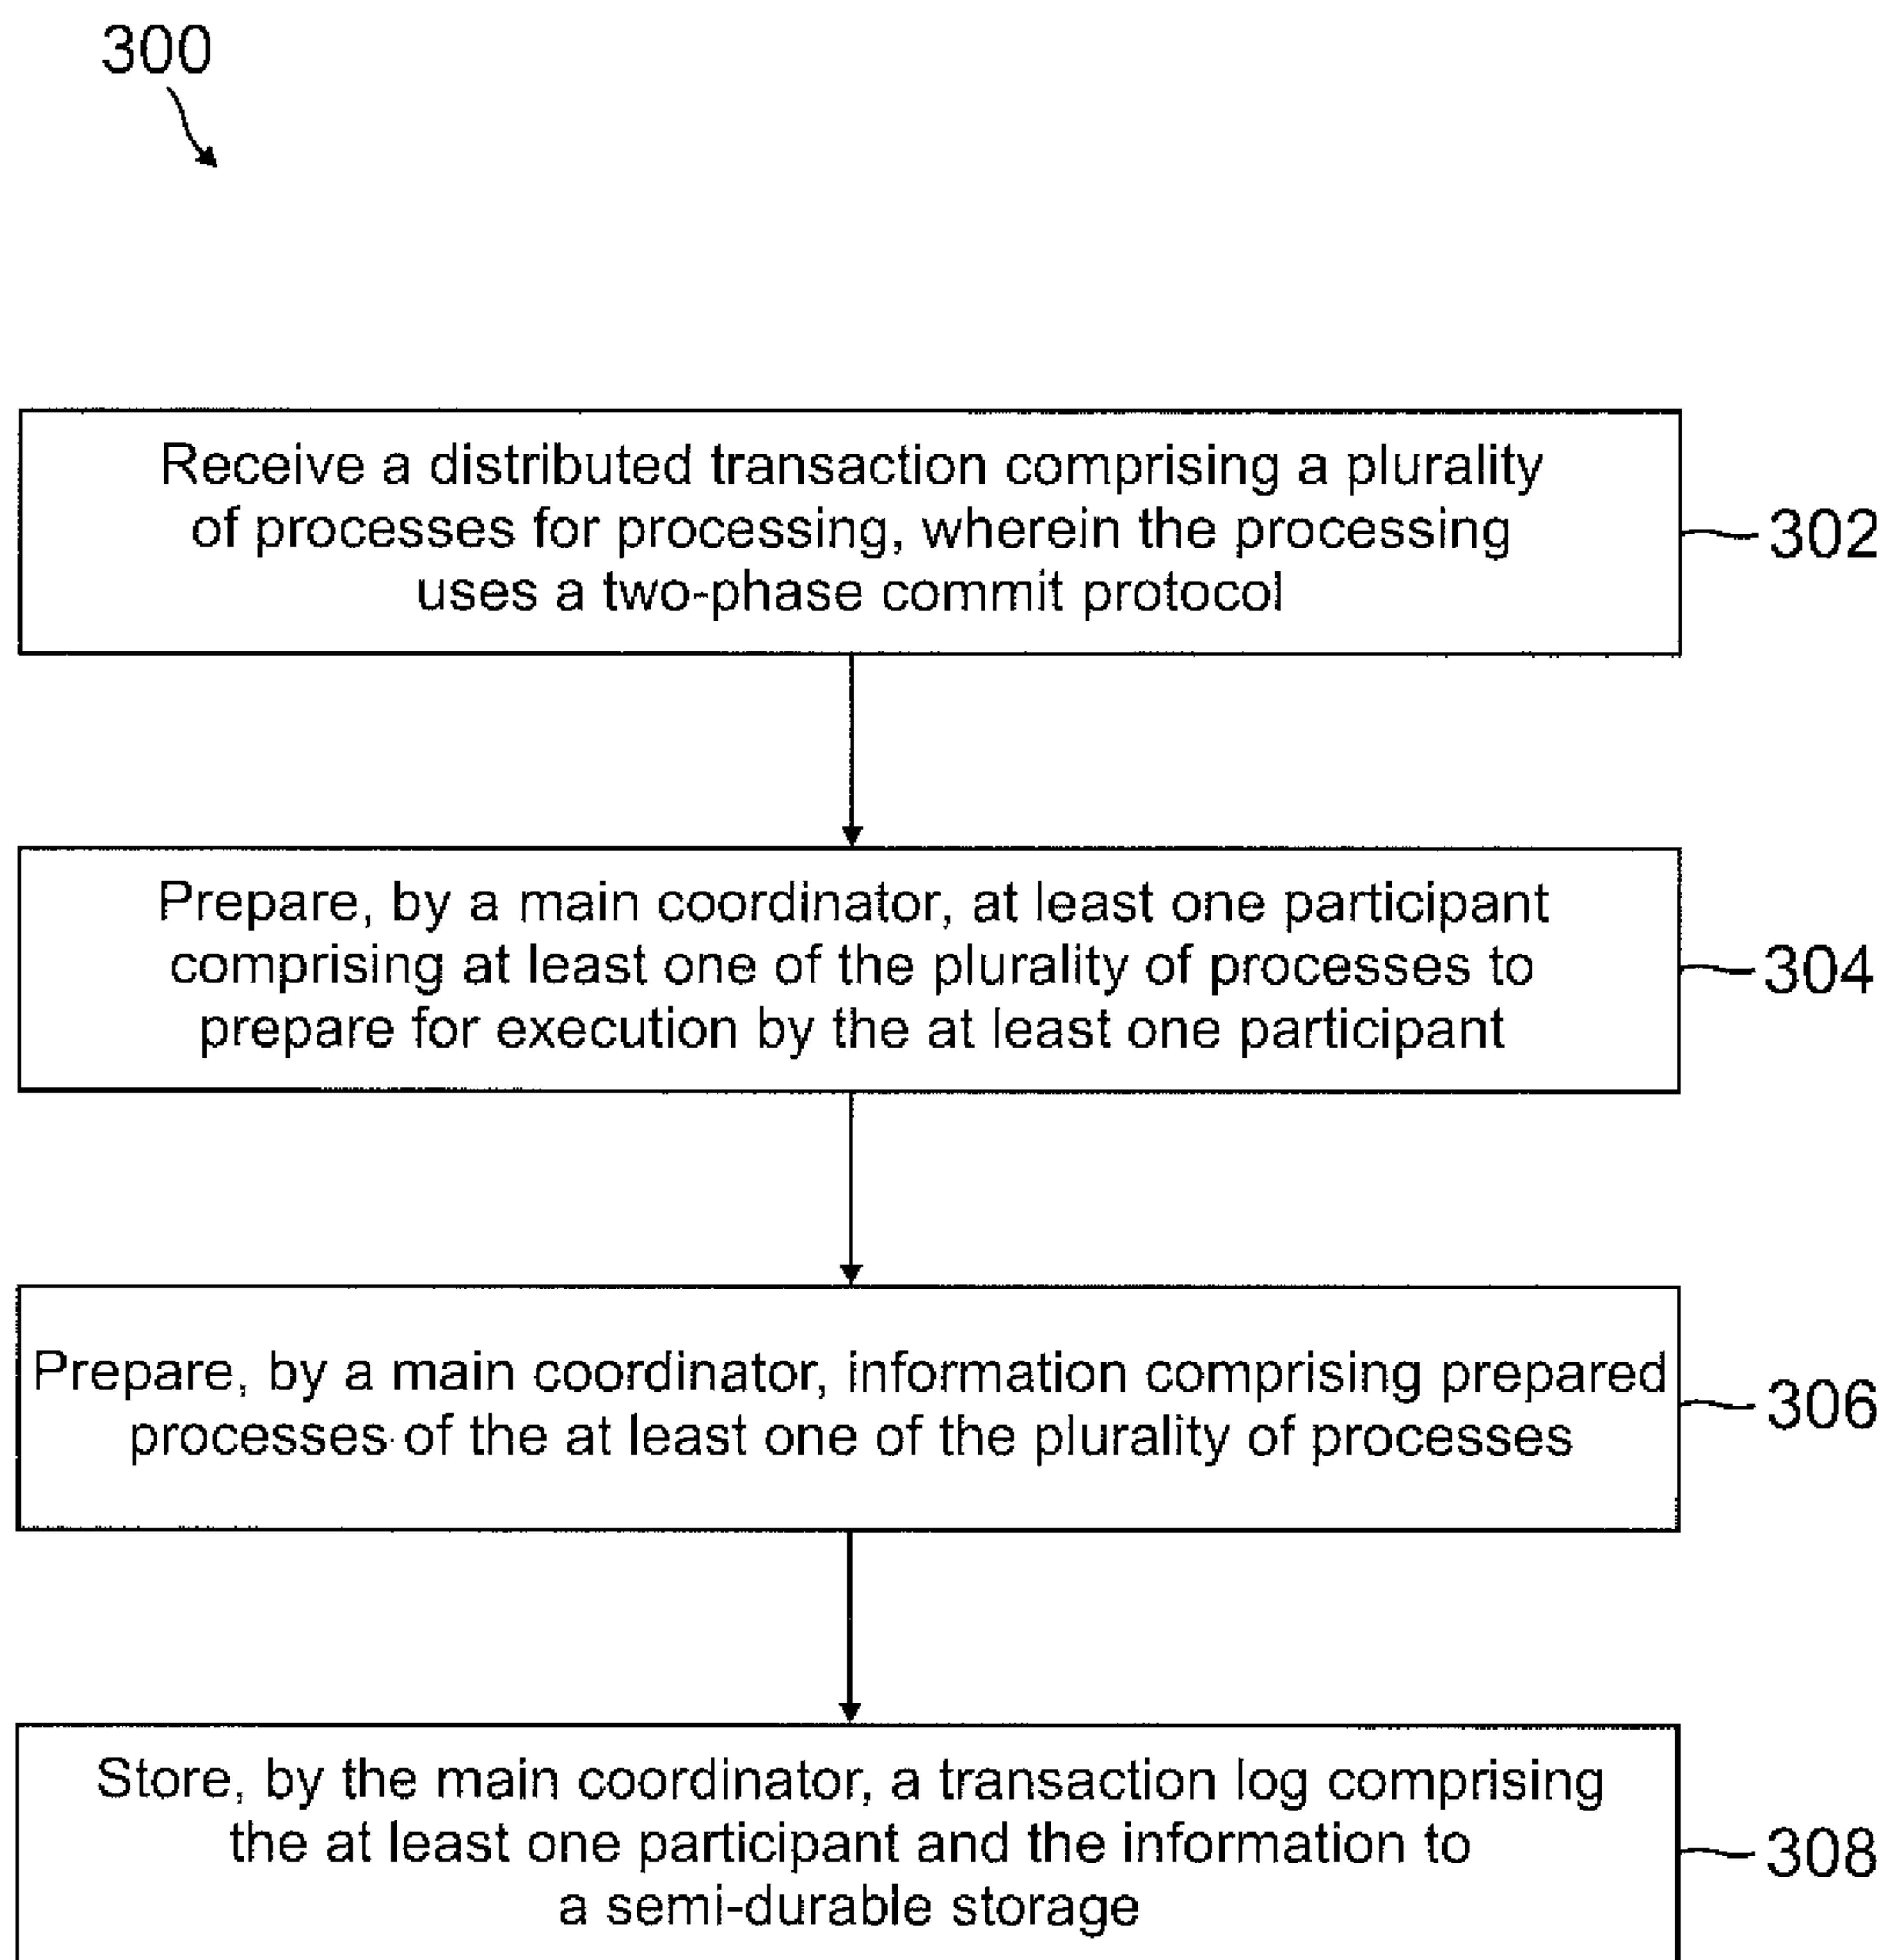 300
Receive a distributed transaction comprising a plurality
of processes for processing, wherein the processing
uses a two-phase commit protocol
302
Prepare, by a main coordinator, at least one participant
comprising at least one of the plurality of processes to
prepare for execution by the at least one participant
304
Prepare, by a main coordinator, information comprising prepared
processes of the at least one of the plurality of processes
306
Store, by the main coordinator, a transaction log comprising
the at least one participant and the information to
a semi-durable storage
308